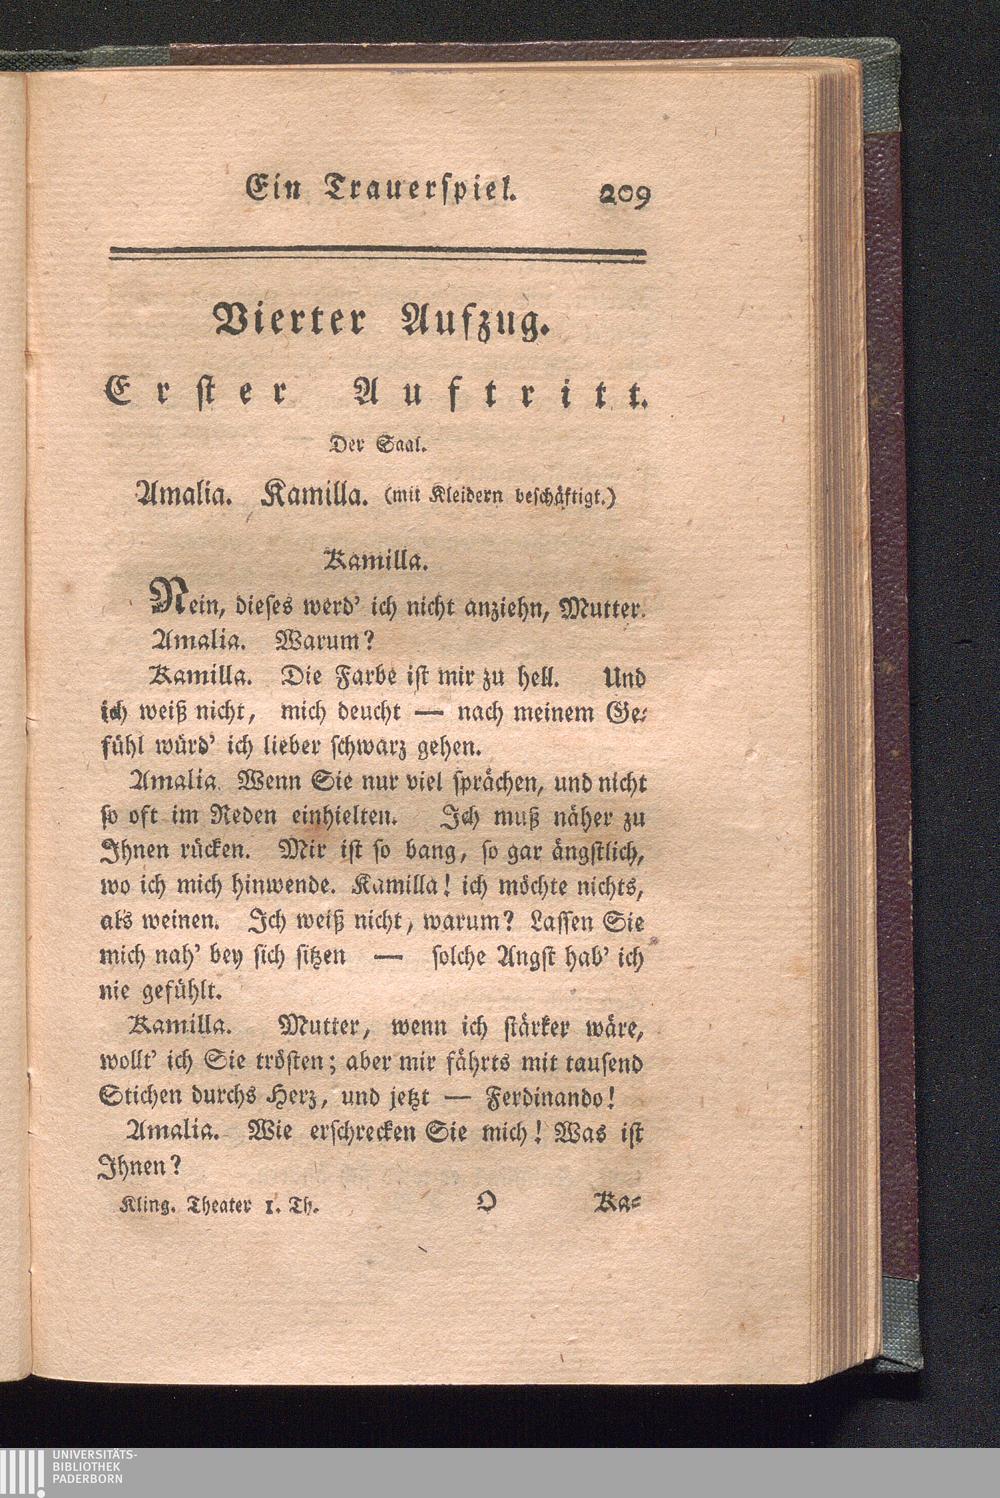 Ein Trauerspiel. 209
Vierter Aufzug.
Erster Auftritt.
Der Saal.
Amalia. Kamilla. (mit Kleidern beschäftigt.)
Kamilla.
Nein, dieses werd' ich nicht anziehn, Mutter.
Amalia. Warum?
Kamilla. Die Farbe ist mir zu hell. Und
ich weiß nicht, mich deucht — nach meinem Ge-
fühl würd' ich lieber schwarz gehen.
Amalia. Wenn Sie nur viel sprächen, und nicht
so oft im Reden einhielten. Ich muß näher zu
Ihnen rücken. Mir ist so bang, so gar ängstlich,
wo ich mich hinwende. Kamilla! ich möchte nichts,
als weinen. Ich weiß nicht, warum? Lassen Sie
mich nah' bey sich sitzen — solche Angst hab' ich
nie gefühlt.
Kamilla. Mutter, wenn ich stärker wäre,
wollt' ich Sie trösten; aber mir fährts mit tausend
Stichen durchs Herz, und jetzt — Ferdinando!
Amalia. Wie erschrecken Sie mich! Was ist
Ihnen?
Kling. Theater 1. Th. O Ka-
UNIVERSITÄTS-
BIBLIOTHEK
PADERBORN